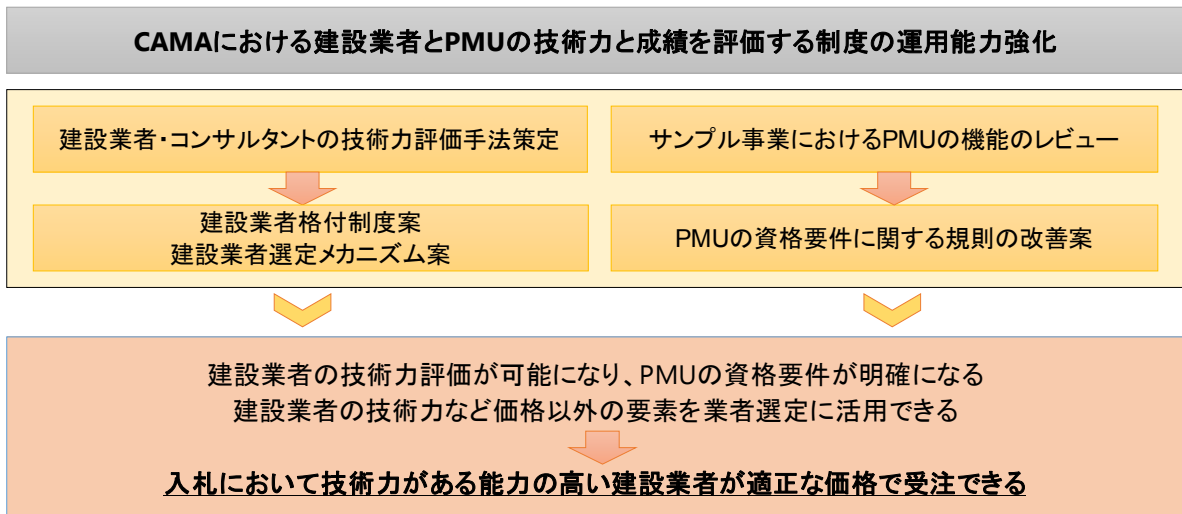 CAMAにおける建設業者とPMUの技術力と成績を評価する制度の運用能力強化
建設業者・コンサルタントの技術力評価手法策定
建設業者格付制度案
建設業者選定メカニズム案
サンプル事業におけるPMUの機能のレビュー
PMUの資格要件に関する規則の改善案
建設業者の技術力評価が可能になり、PMUの資格要件が明確になる
建設業者の技術力など価格以外の要素を業者選定に活用できる
入札において技術力がある能力の高い建設業者が適正な価格で受注できる